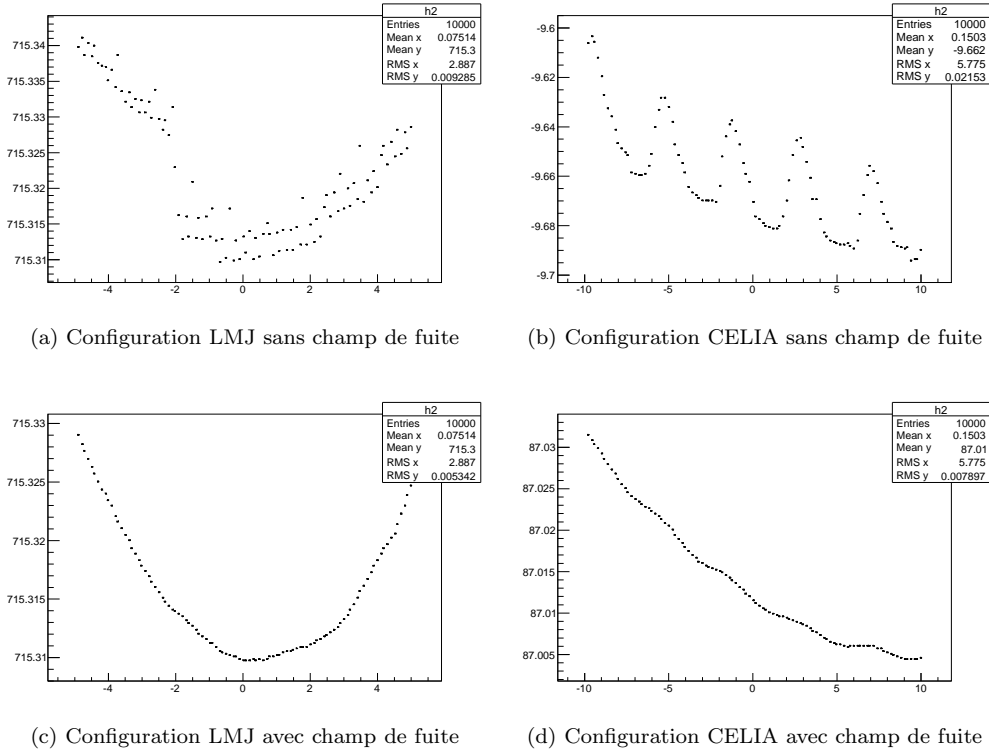 h2
Entries 10000
Mean x 0.07514
Mean y 715.3
RMS x 2.887
RMS y 0.009285
715.34
715.335
715.33
715.325
715.32
715.315
715.31
-4 -2 0 2 4
(a) Configuration LMJ sans champ de fuite
h2
Entries 10000
Mean x 0.1503
Mean y -9.662
RMS x 5.775
RMS y 0.02153
-9.6
-9.62
-9.64
-9.66
-9.68
-9.7
-10 -5 0 5 10
(b) Configuration CELIA sans champ de fuite
h2
Entries 10000
Mean x 0.07514
Mean y 715.3
RMS x 2.887
RMS y 0.005342
715.33
715.325
715.32
715.315
715.31
-4 -2 0 2 4
(c) Configuration LMJ avec champ de fuite
h2
Entries 10000
Mean x 0.1503
Mean y 87.01
RMS x 5.775
RMS y 0.007897
87.03
87.025
87.02
87.015
87.01
87.005
-10 -5 0 5 10
(d) Configuration CELIA avec champ de fuite